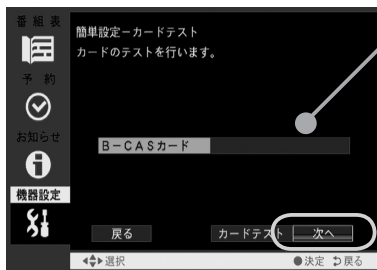 番組表
簡単設定－カードテスト
カードのテストを行います。
予 約
お知らせ
B－CASカード
機器設定
戻る
カードテスト
次へ
選択
決定
戻る